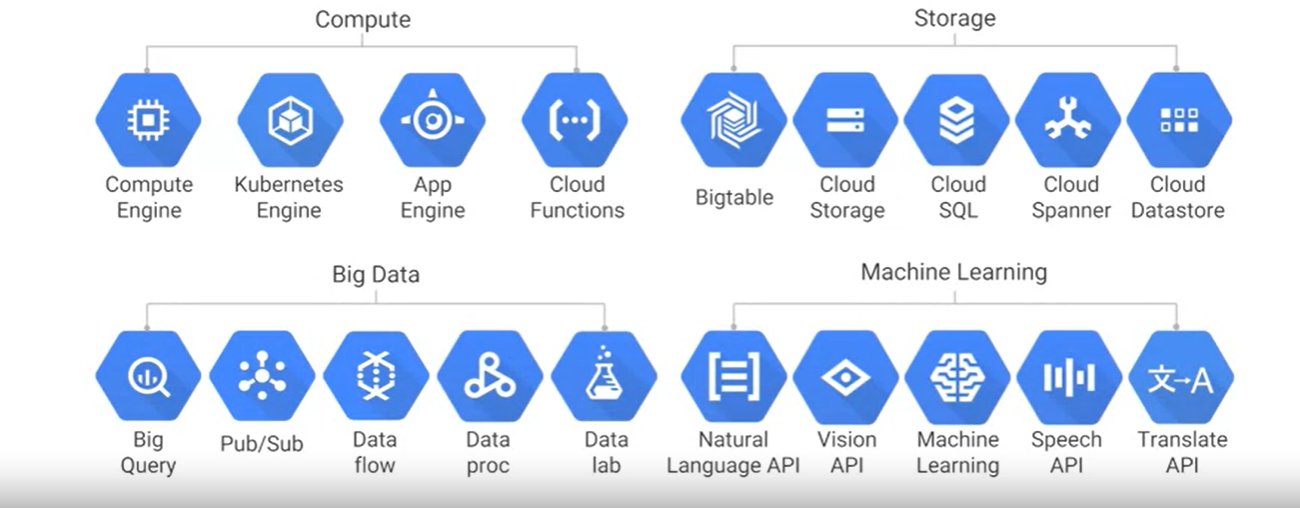 Compute
Storage
Compute
Engine
Kubernetes
Engine
App
Engine
Cloud
Functions
Bigtable
Cloud
Storage
Cloud
SQL
Cloud
Spanner
Cloud
Datastore
Big Data
Machine Learning
文→A
Big
Query
Pub/Sub
Data
flow
Data
proc
Data
lab
Natural
Language API
Vision
API
Machine
Learning
Speech
API
Translate
API